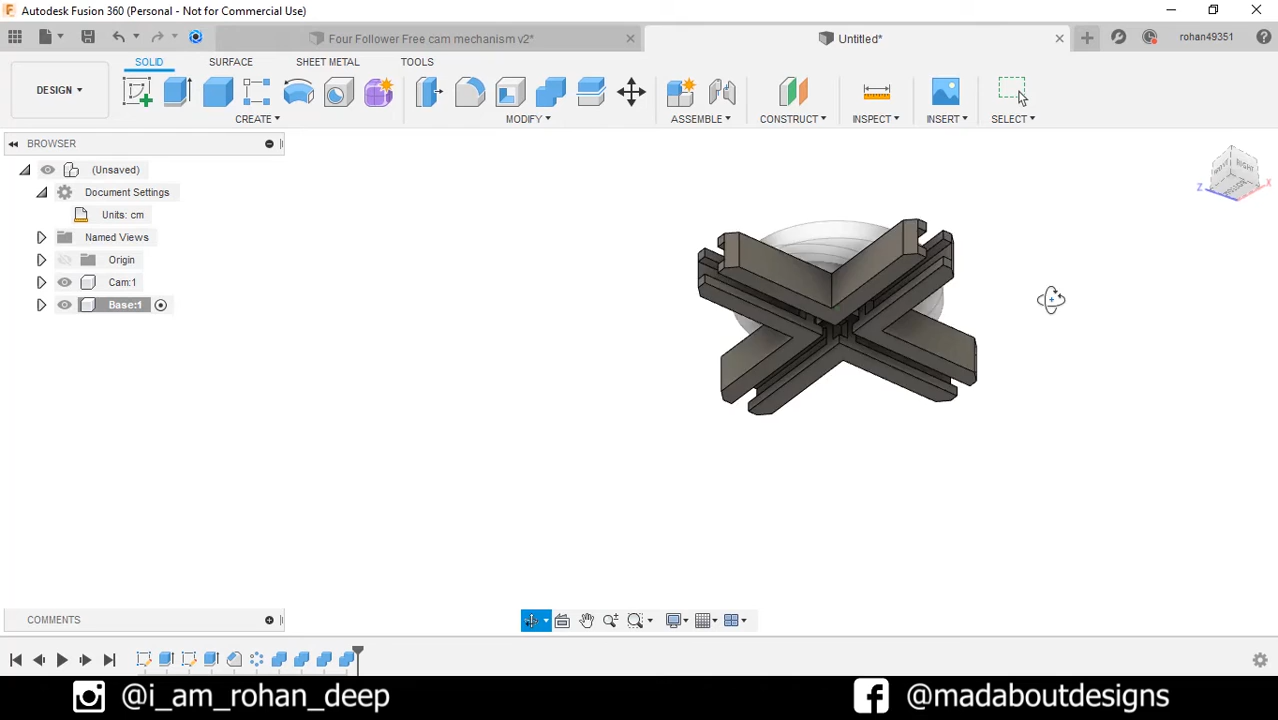 Autodesk Fusion 360 (Personal - Not for Commercial Use)
Four Follower Free cam mechanism v2*
Untitled*
rohan49351
SOLID SURFACE SHEET METAL TOOLS
DESIGN
CREATE MODIFY ASSEMBLE CONSTRUCT INSPECT INSERT SELECT
BROWSER
(Unsaved)
Document Settings
Units: cm
Named Views
Origin
Cam:1
Base:1
RIGHT
Z X
COMMENTS
@i_am_rohan_deep @madaboutdesigns